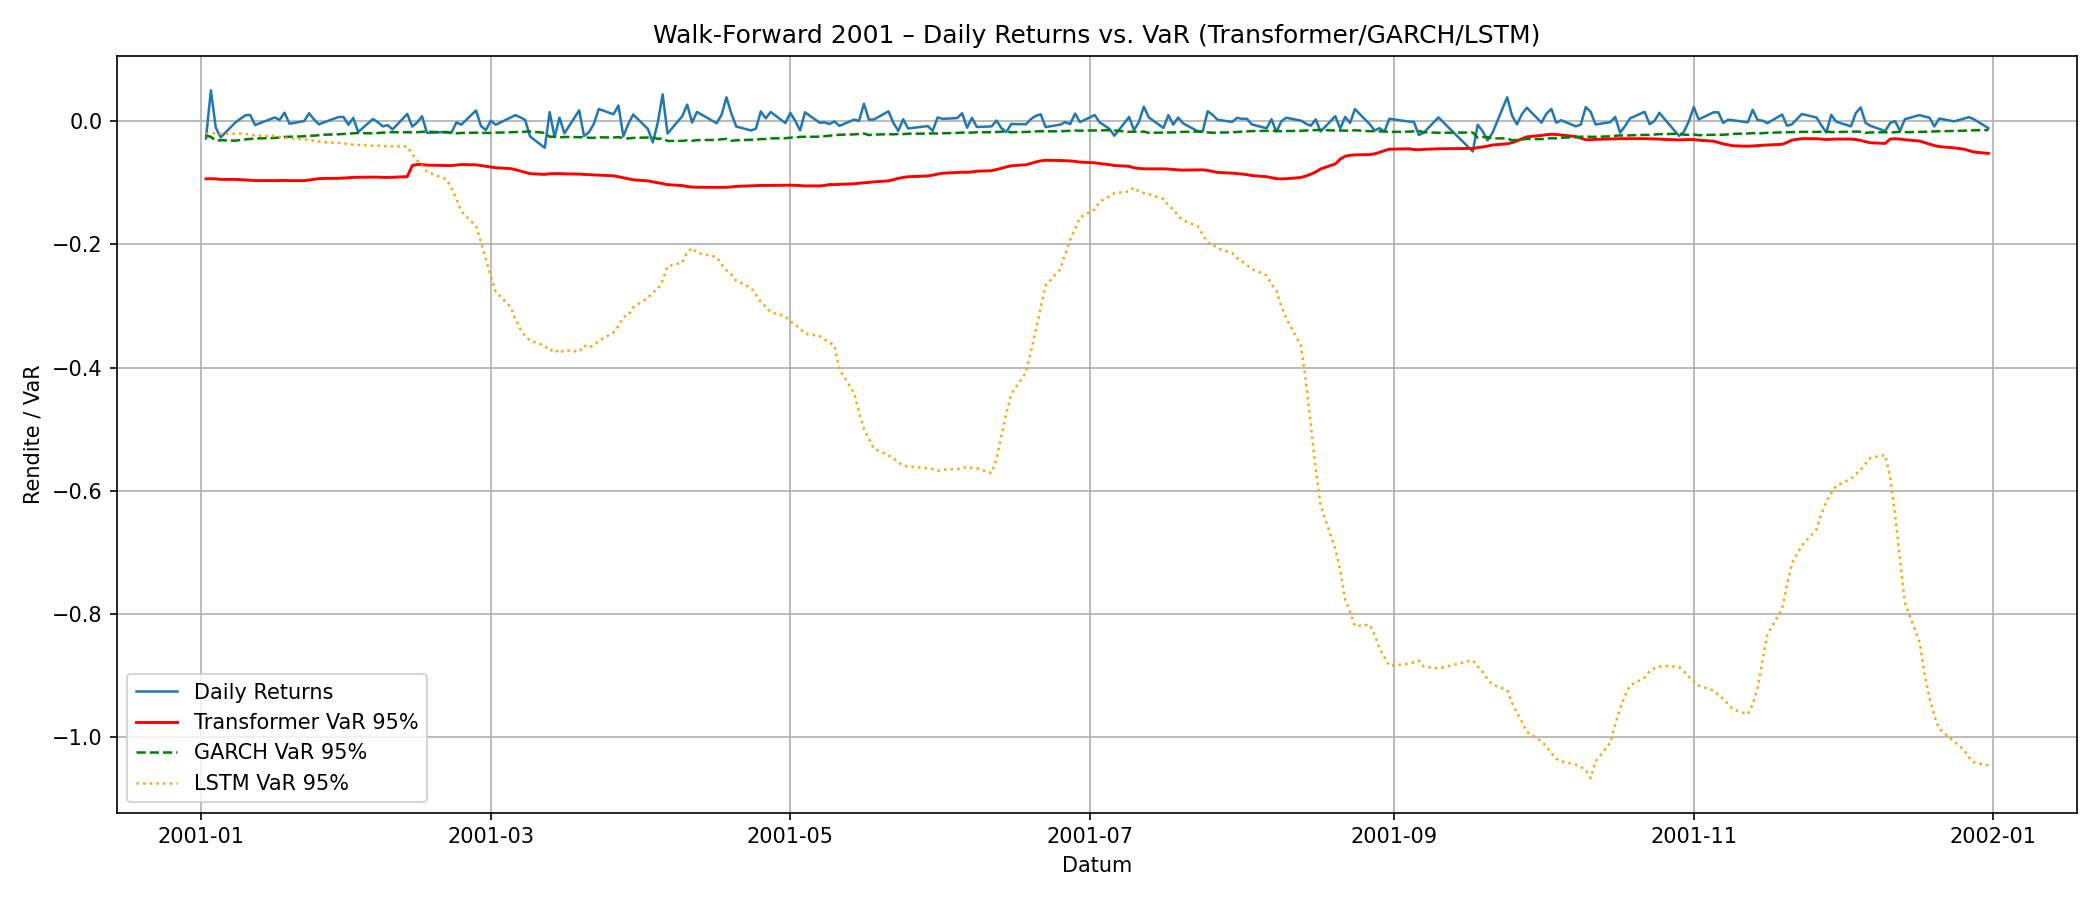 Walk-Forward 2001 – Daily Returns vs. VaR (Transformer/GARCH/LSTM)
Rendite / VaR
0.0
−0.2
−0.4
−0.6
−0.8
−1.0
Daily Returns
Transformer VaR 95%
GARCH VaR 95%
LSTM VaR 95%
2001-01
2001-03
2001-05
2001-07
2001-09
2001-11
2002-01
Datum